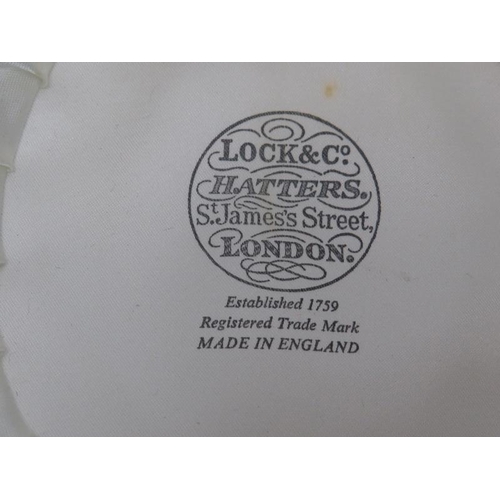 LOCK & Co.
HATTERS.
St. James's Street,
LONDON.
Established 1759
Registered Trade Mark
MADE IN ENGLAND